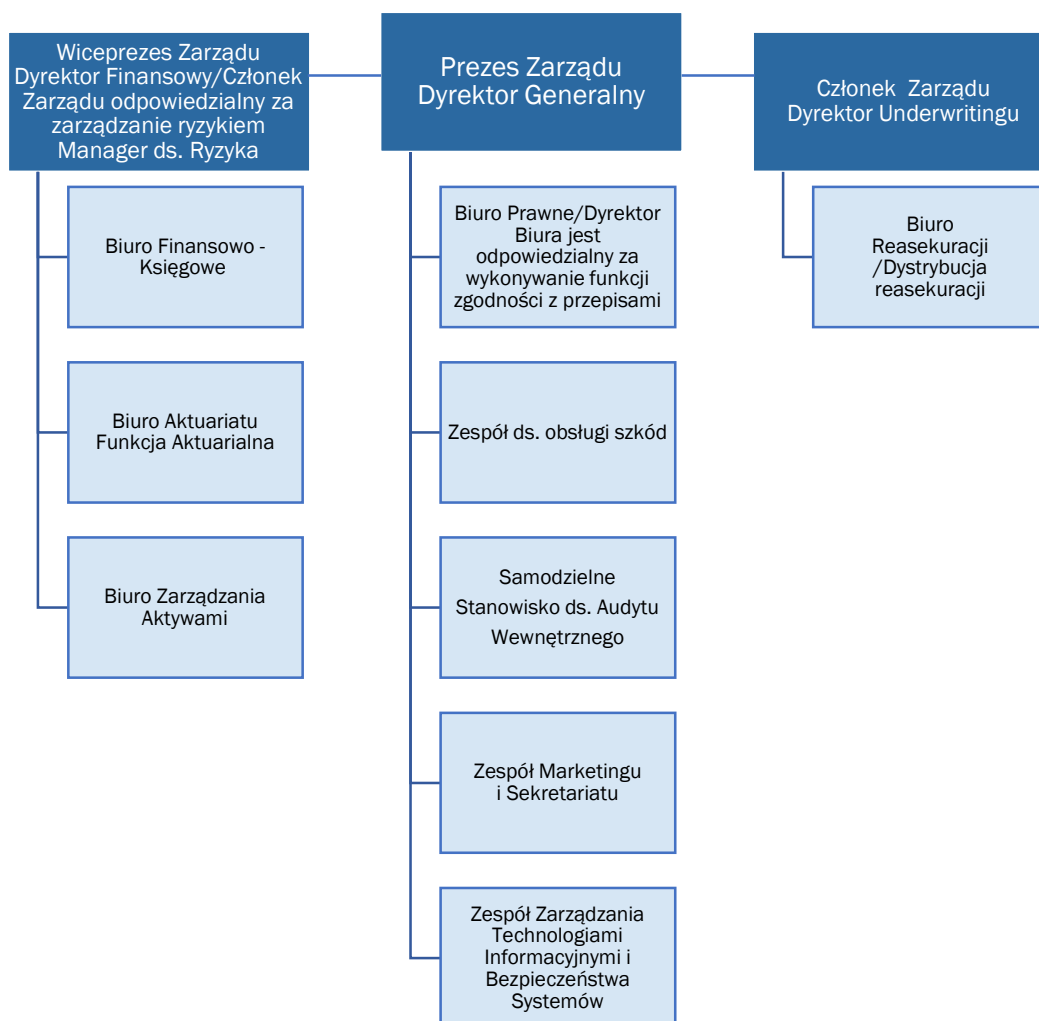 Wiceprezes Zarządu
Dyrektor Finansowy/Członek
Zarządu odpowiedzialny za
zarządzanie ryzykiem
Manager ds. Ryzyka
Biuro Finansowo -
Księgowe
Biuro Aktuariatu
Funkcja Aktuarialna
Biuro Zarządzania
Aktywami
Prezes Zarządu
Dyrektor Generalny
Biuro Prawne/Dyrektor
Biura jest
odpowiedzialny za
wykonywanie funkcji
zgodności z przepisami
Zespół ds. obsługi szkód
Samodzielne
Stanowisko ds. Audytu
Wewnętrznego
Zespół Marketingu
i Sekretariatu
Zespół Zarządzania
Technologiami
Informacyjnymi i
Bezpieczeństwa
Systemów
Członek Zarządu
Dyrektor Underwritingu
Biuro
Reasekuracji
/Dystrybucja
reasekuracji